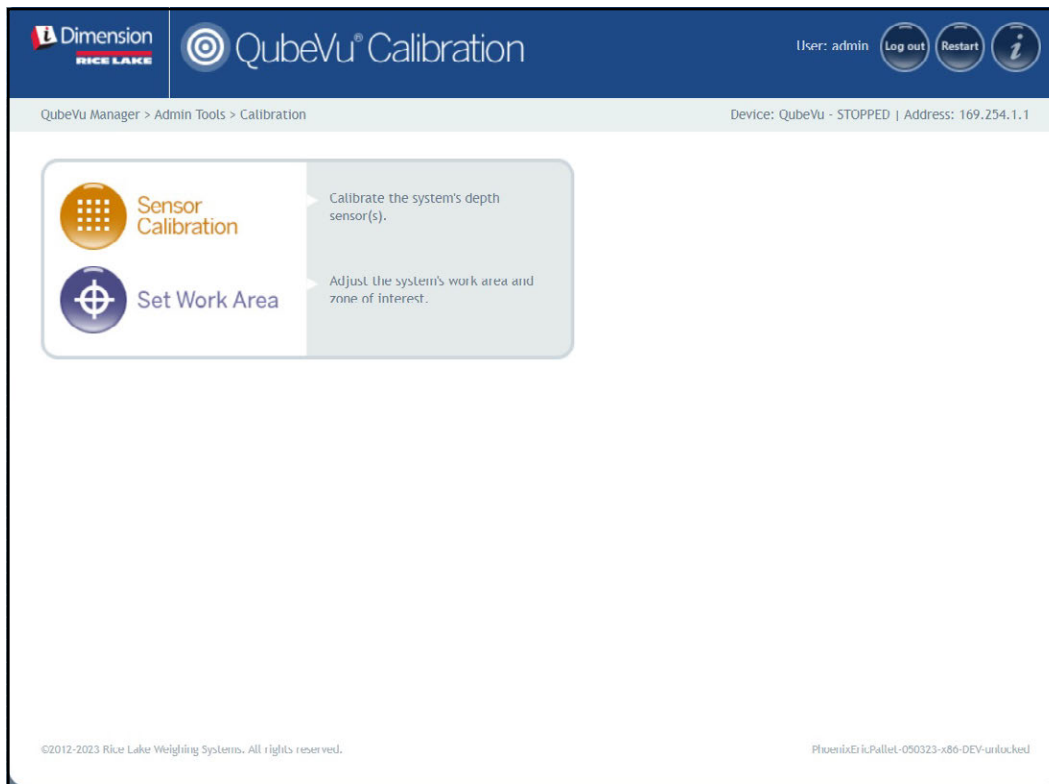 iDimension
RICE LAKE
QubeVu® Calibration
User: admin
Log out
Restart
i
QubeVu Manager > Admin Tools > Calibration
Device: QubeVu - STOPPED | Address: 169.254.1.1
Sensor
Calibration
Calibrate the system's depth
sensor(s).
Set Work Area
Adjust the system's work area and
zone of interest.
©2012-2023 Rice Lake Weighing Systems. All rights reserved.
PhoenixEricPallet-050323-x86-DEV-unlocked